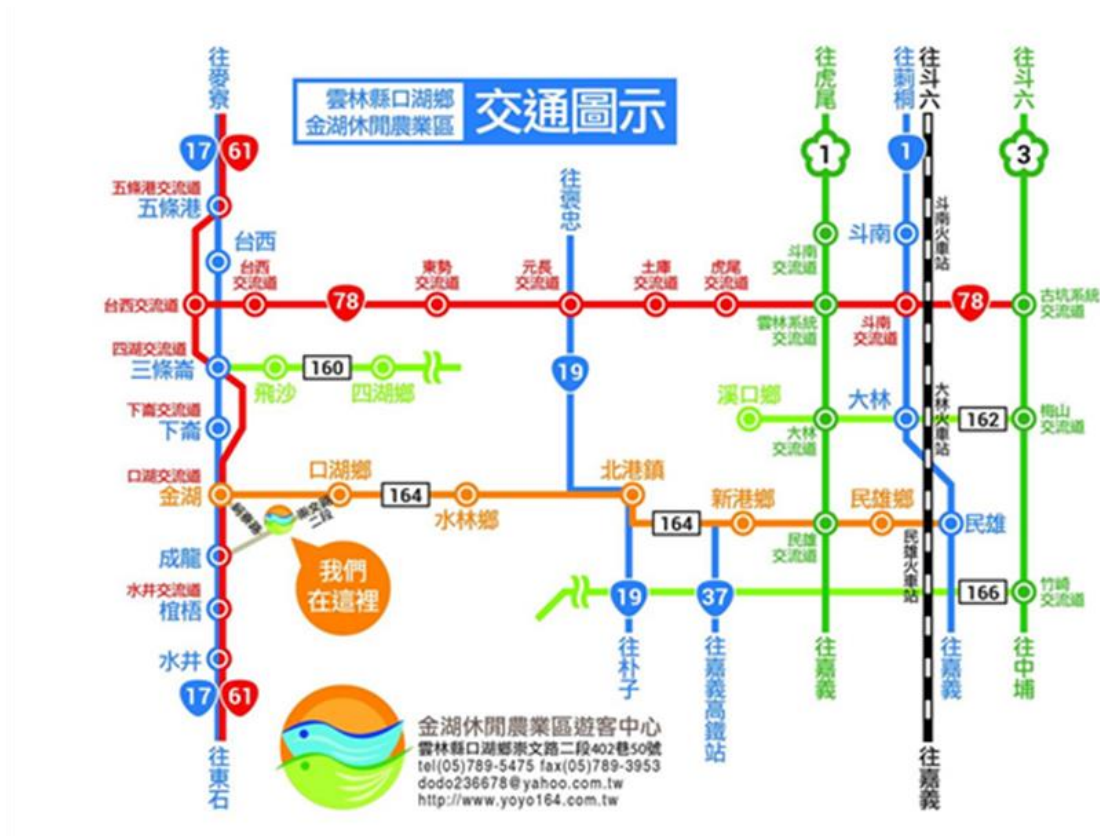 雲林縣口湖鄉
金湖休閒農業區
交通圖示
往麥寮
17
61
五條港交流道
五條港
台西
台西交流道
台西
交流道
78
東勢
交流道
元長
交流道
土庫
交流道
虎尾
交流道
往褒忠
19
往虎尾
1
斗南
交流道
雲林系統
交流道
往莿桐
1
斗南
斗南
交流道
往斗六
斗南火車站
78
往斗六
3
古坑系統
交流道
四湖交流道
三條崙
飛沙
160
四湖鄉
下崙交流道
下崙
溪口鄉
大林
交流道
大林
大林火車站
162
梅山
交流道
口湖交流道
金湖
口湖鄉
164
水林鄉
北港鎮
164
新港鄉
民雄
交流道
民雄鄉
民雄
民雄火車站
成龍
我們
在這裡
水井交流道
椬梧
水井
17
61
往東石
19
往朴子
37
往嘉義高鐵站
往嘉義
166
竹崎
交流道
往嘉義
往嘉義
往中埔
金湖休閒農業區遊客中心
雲林縣口湖鄉崇文路二段402巷50號
tel(05)789-5475 fax(05)789-3953
dodo236678@yahoo.com.tw
http://www.yoyo164.com.tw